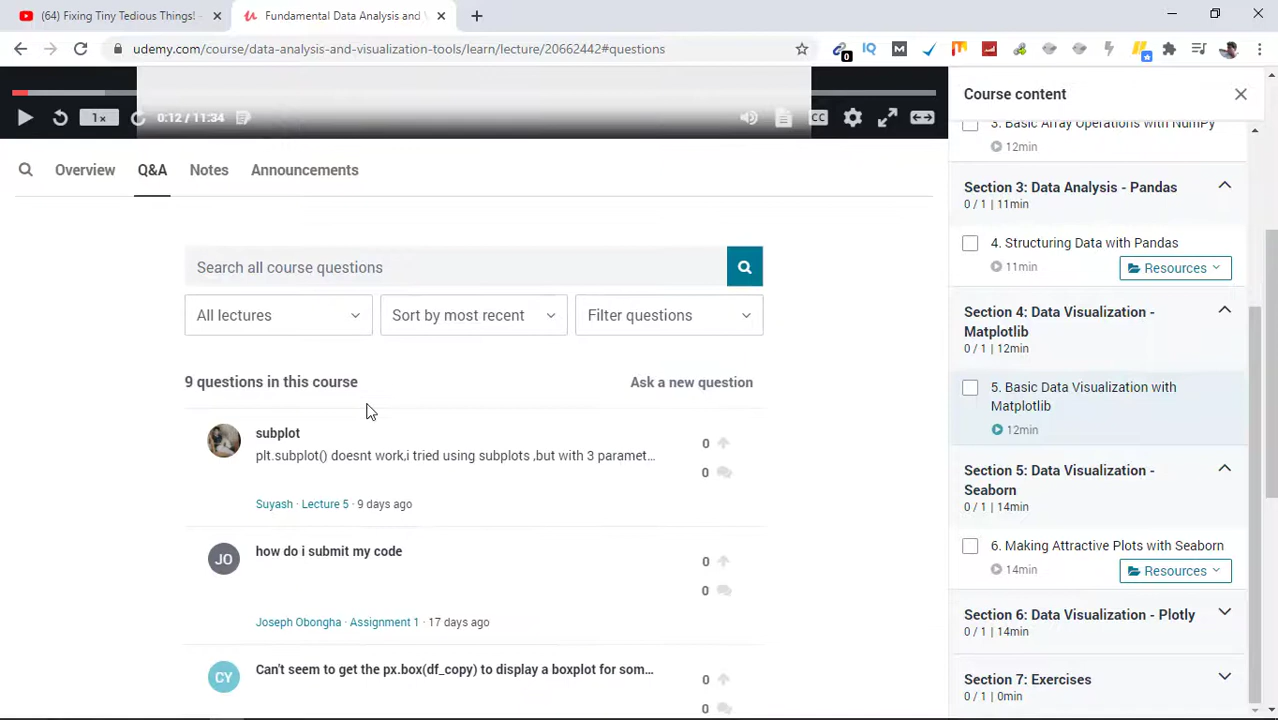 (64) Fixing Tiny Tedious Things! -
Fundamental Data Analysis and V
udemy.com/course/data-analysis-and-visualization-tools/learn/lecture/20662442#questions
0
IQ
M
1×
0:12 / 11:34
CC
Overview
Q&A
Notes
Announcements
Search all course questions
All lectures
Sort by most recent
Filter questions
9 questions in this course
Ask a new question
subplot
0
plt.subplot() doesnt work,i tried using subplots ,but with 3 paramet...
0
Suyash · Lecture 5 · 9 days ago
JO
how do i submit my code
0
0
Joseph Obongha · Assignment 1 · 17 days ago
CY
Can't seem to get the px.box(df_copy) to display a boxplot for som...
0
0
Course content
3. Basic Array Operations with NumPy
12min
Section 3: Data Analysis - Pandas
0 / 1 | 11min
4. Structuring Data with Pandas
11min
Resources
Section 4: Data Visualization -
Matplotlib
0 / 1 | 12min
5. Basic Data Visualization with
Matplotlib
12min
Section 5: Data Visualization -
Seaborn
0 / 1 | 14min
6. Making Attractive Plots with Seaborn
14min
Resources
Section 6: Data Visualization - Plotly
0 / 1 | 14min
Section 7: Exercises
0 / 1 | 0min